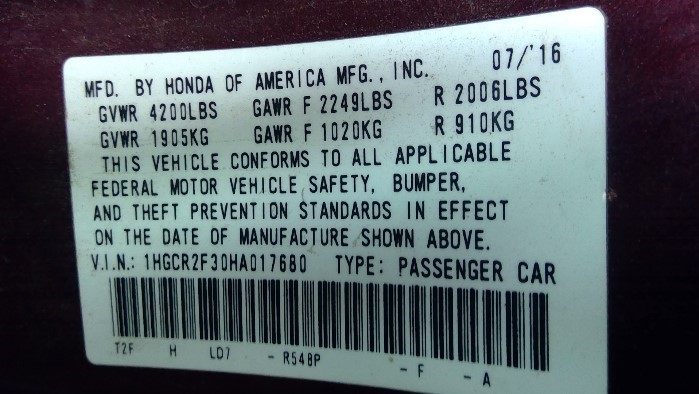 MFD. BY HONDA OF AMERICA MFG., INC. 07/'16
GVWR 4200LBS GAWR F 2249LBS R 2006LBS
GVWR 1905KG GAWR F 1020KG R 910KG
THIS VEHICLE CONFORMS TO ALL APPLICABLE
FEDERAL MOTOR VEHICLE SAFETY, BUMPER,
AND THEFT PREVENTION STANDARDS IN EFFECT
ON THE DATE OF MANUFACTURE SHOWN ABOVE.
V.I.N.: 1HGCR2F30HA017680 TYPE: PASSENGER CAR
T2F H LD7 - R548P - F - A